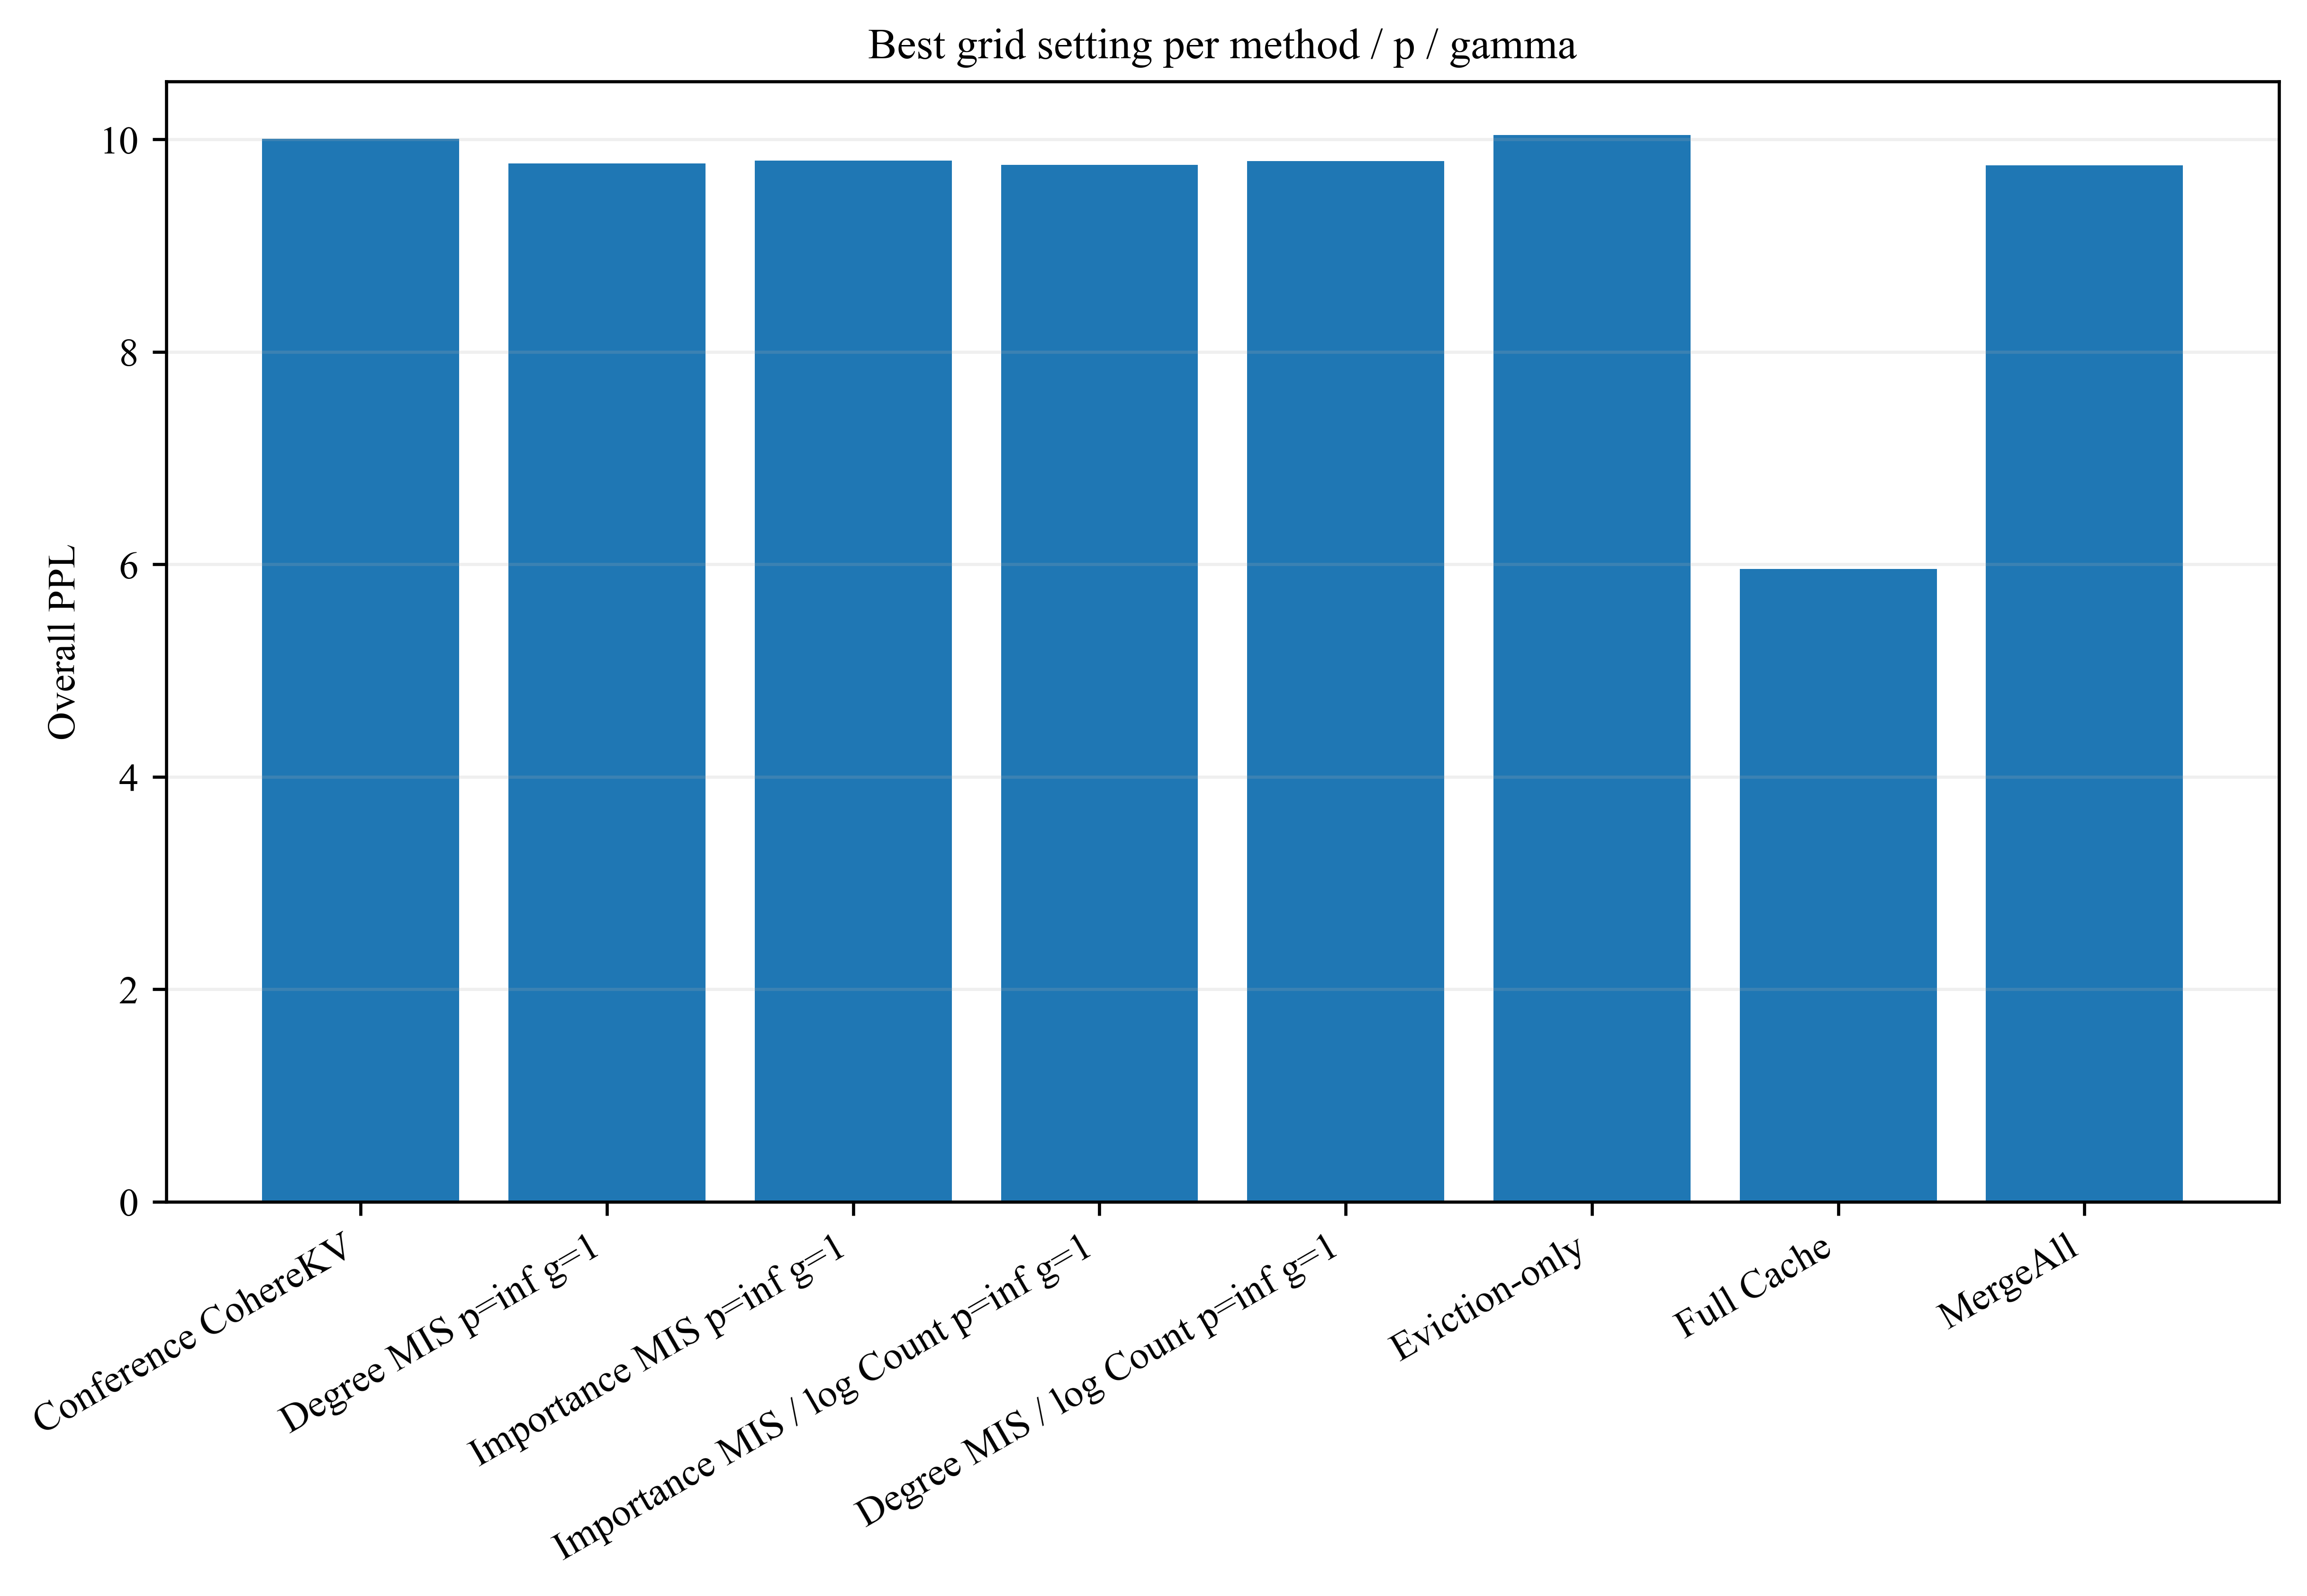 Best grid setting per method / p / gamma
Overall PPL
10
8
6
4
2
0
Conference CohereKV
Degree MIS p=inf g=1
Importance MIS p=inf g=1
Importance MIS / log Count p=inf g=1
Degree MIS / log Count p=inf g=1
Eviction-only
Full Cache
MergeAll